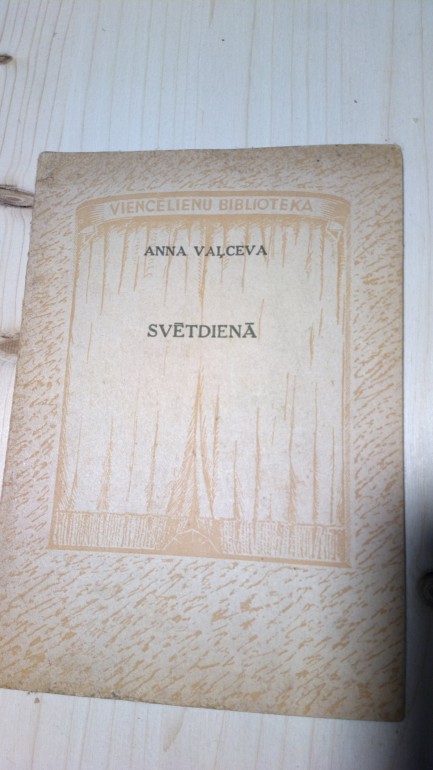 VIENCĒLIENU BIBLIOTĒKA
ANNA VAĻCEVA
SVĒTDIENĀ